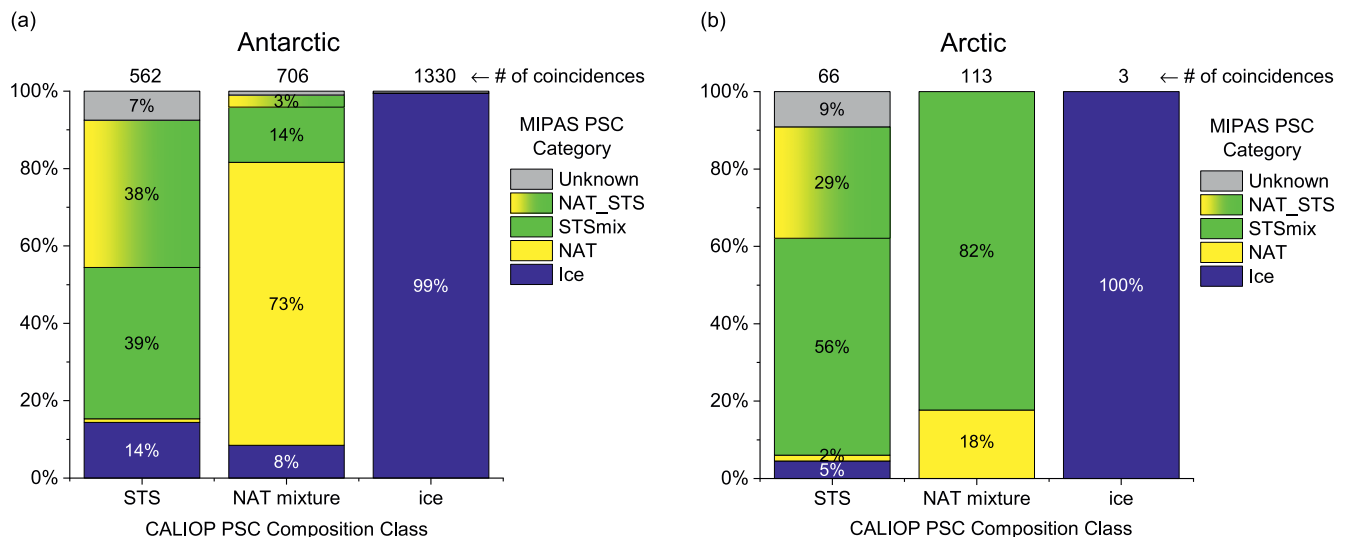 (a)
Antarctic
562 706 1330 ← # of coincidences
100%
80%
60%
40%
20%
0%
7%
38%
39%
14%
3%
14%
73%
8%
99%
STS NAT mixture ice
CALIOP PSC Composition Class
MIPAS PSC
Category
Unknown
NAT_STS
STSmix
NAT
Ice
(b)
Arctic
66 113 3 ← # of coincidences
100%
80%
60%
40%
20%
0%
9%
29%
56%
2%
5%
82%
18%
100%
STS NAT mixture ice
CALIOP PSC Composition Class
MIPAS PSC
Category
Unknown
NAT_STS
STSmix
NAT
Ice